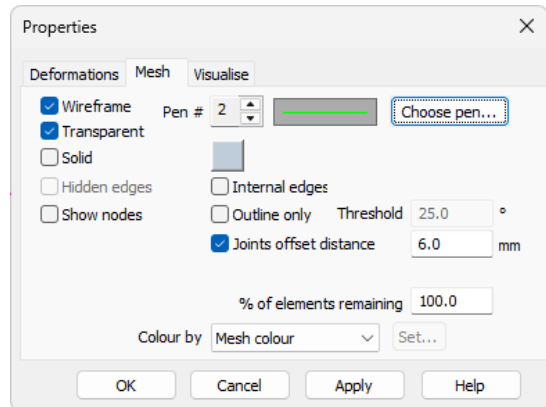 Properties
Deformations Mesh Visualise
Wireframe Pen # 2 Choose pen...
Transparent
Solid
Hidden edges Internal edges
Show nodes Outline only Threshold 25.0 °
Joints offset distance 6.0 mm
% of elements remaining 100.0
Colour by Mesh colour Set...
OK Cancel Apply Help